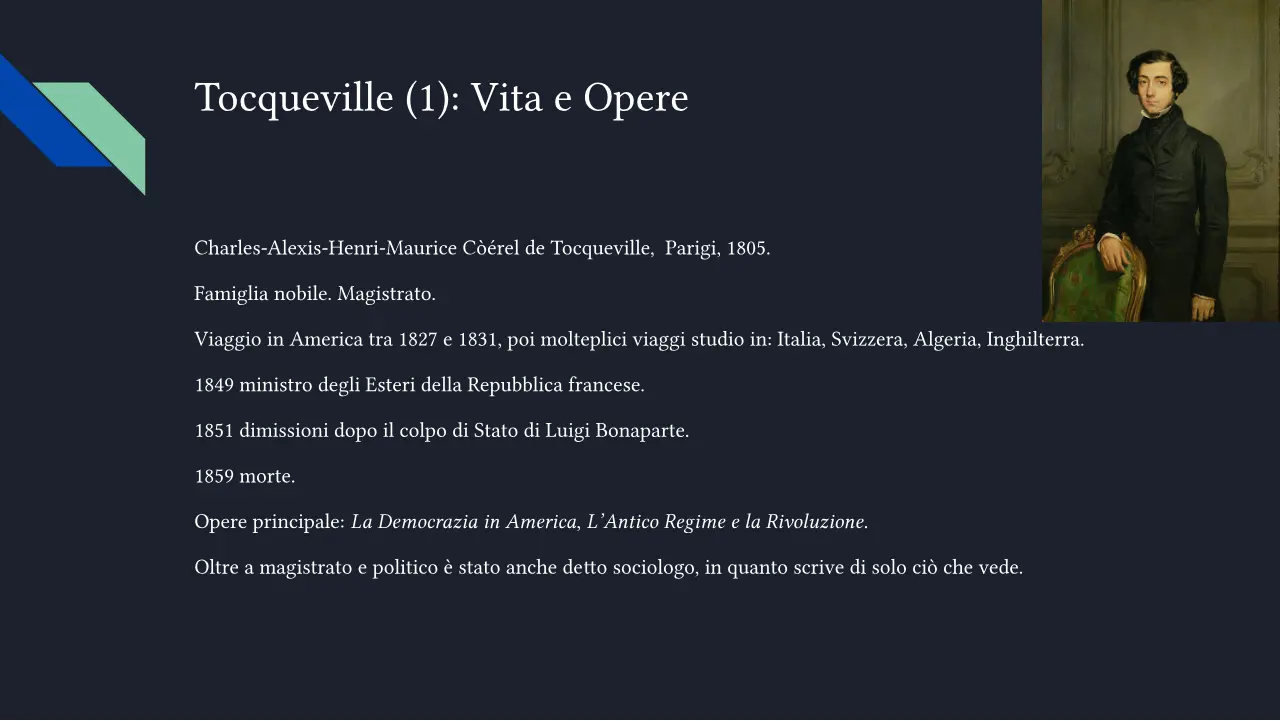 Tocqueville (1): Vita e Opere
Charles-Alexis-Henri-Maurice Còérel de Tocqueville,  Parigi, 1805.
Famiglia nobile. Magistrato.
Viaggio in America tra 1827 e 1831, poi molteplici viaggi studio in: Italia, Svizzera, Algeria, Inghilterra.
1849 ministro degli Esteri della Repubblica francese.
1851 dimissioni dopo il colpo di Stato di Luigi Bonaparte.
1859 morte.
Opere principale: La Democrazia in America, L’Antico Regime e la Rivoluzione.
Oltre a magistrato e politico è stato anche detto sociologo, in quanto scrive di solo ciò che vede.